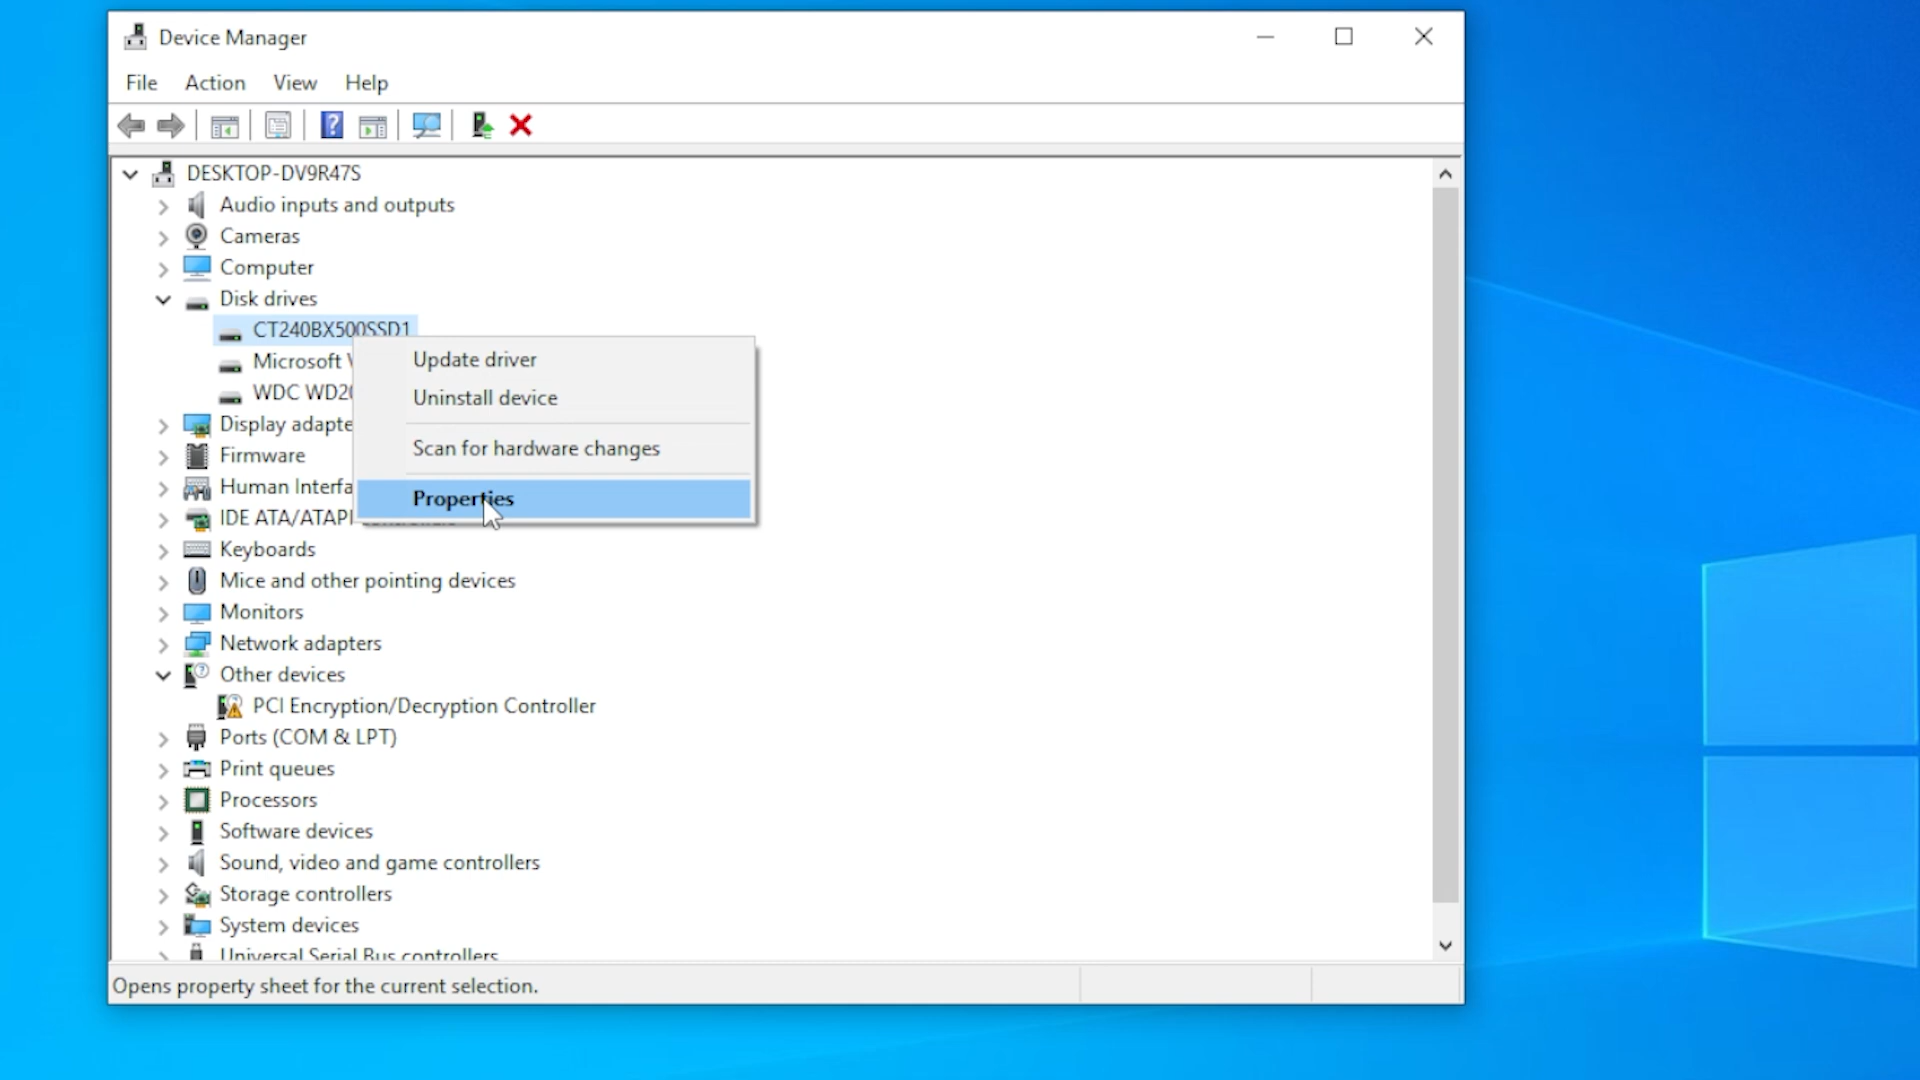 Device Manager
File Action View Help
DESKTOP-DV9R47S
Audio inputs and outputs
Cameras
Computer
Disk drives
CT240BX500SSD1
Microsoft
WDC
Update driver
Uninstall device
Scan for hardware changes
Properties
Display
Firmware
Human
IDE ATA/ATAPI
Keyboards
Mice and other pointing devices
Monitors
Network adapters
Other devices
PCI Encryption/Decryption Controller
Ports (COM & LPT)
Print queues
Processors
Software devices
Sound, video and game controllers
Storage controllers
System devices
Universal Serial Bus controllers
Opens property sheet for the current selection.